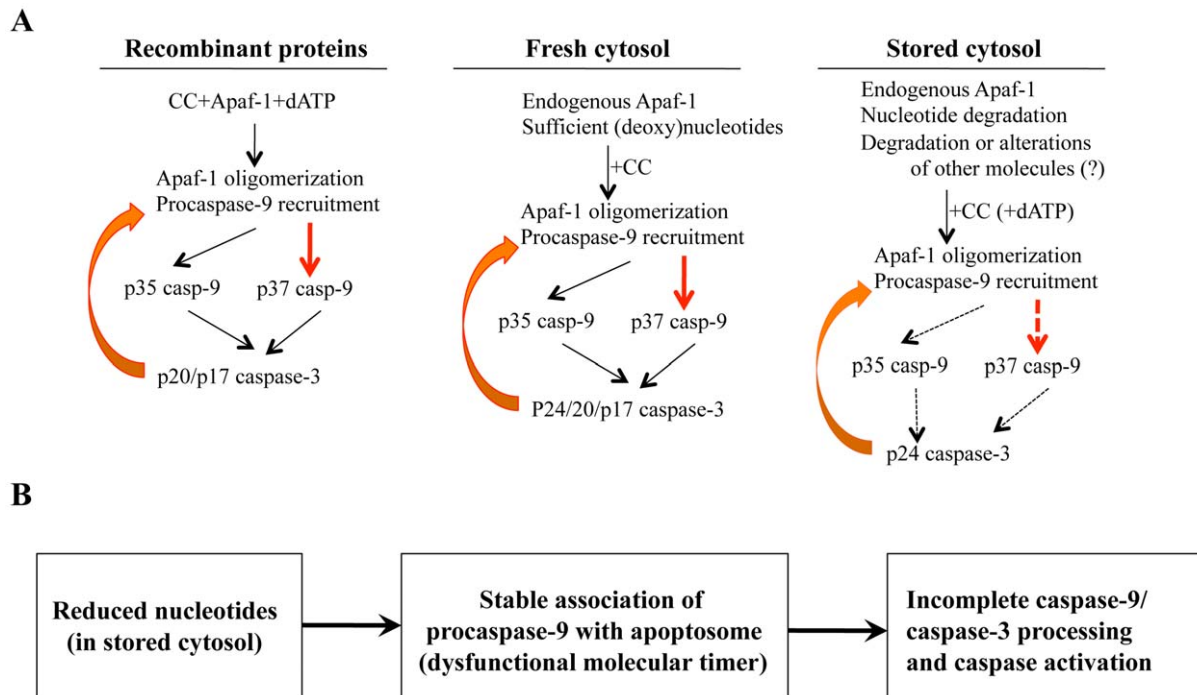 A
Recombinant proteins
CC+Apaf-1+dATP
Apaf-1 oligomerization
Procaspase-9 recruitment
p35 casp-9
p37 casp-9
p20/p17 caspase-3
Fresh cytosol
Endogenous Apaf-1
Sufficient (deoxy)nucleotides
+CC
Apaf-1 oligomerization
Procaspase-9 recruitment
p35 casp-9
p37 casp-9
P24/20/p17 caspase-3
Stored cytosol
Endogenous Apaf-1
Nucleotide degradation
Degradation or alterations
of other molecules (?)
+CC (+dATP)
Apaf-1 oligomerization
Procaspase-9 recruitment
p35 casp-9
p37 casp-9
p24 caspase-3
B
Reduced nucleotides
(in stored cytosol)
Stable association of
procaspase-9 with apoptosome
(dysfunctional molecular timer)
Incomplete caspase-9/
caspase-3 processing
and caspase activation